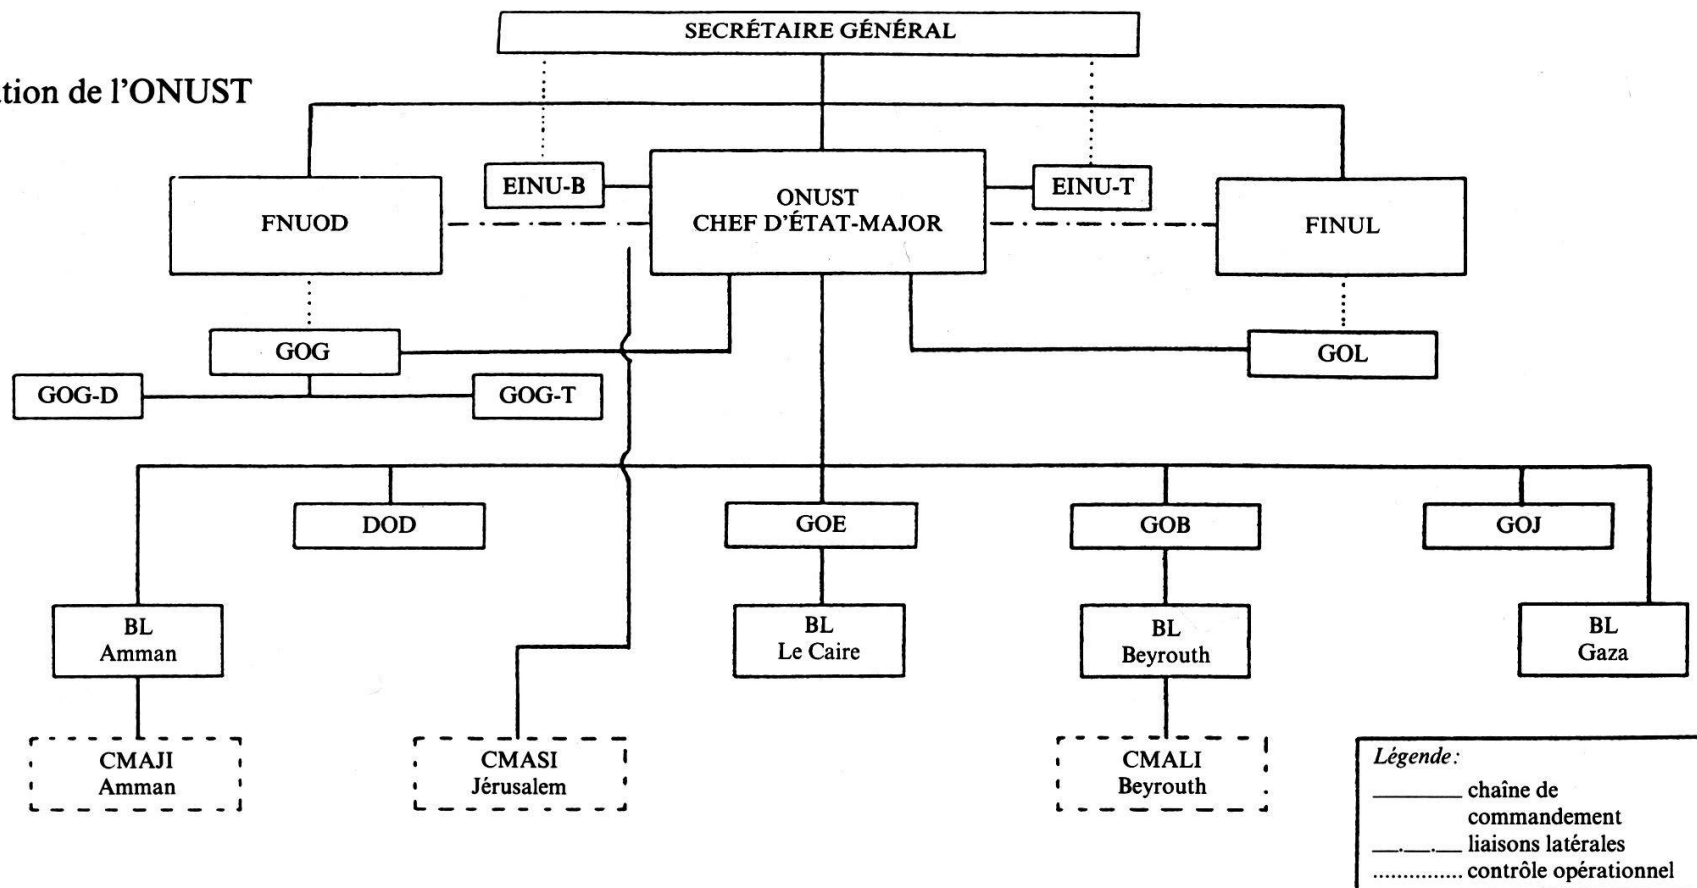 SECRÉTAIRE GÉNÉRAL
tion de l'ONUST
EINU-B
EINU-T
FNUOD
ONUST
CHEF D'ÉTAT-MAJOR
FINUL
GOG
GOL
GOG-D
GOG-T
DOD
GOE
GOB
GOJ
BL
Amman
BL
Le Caire
BL
Beyrouth
BL
Gaza
CMAJI
Amman
CMASI
Jérusalem
CMALI
Beyrouth
Légende:
chaîne de
commandement
liaisons latérales
contrôle opérationnel